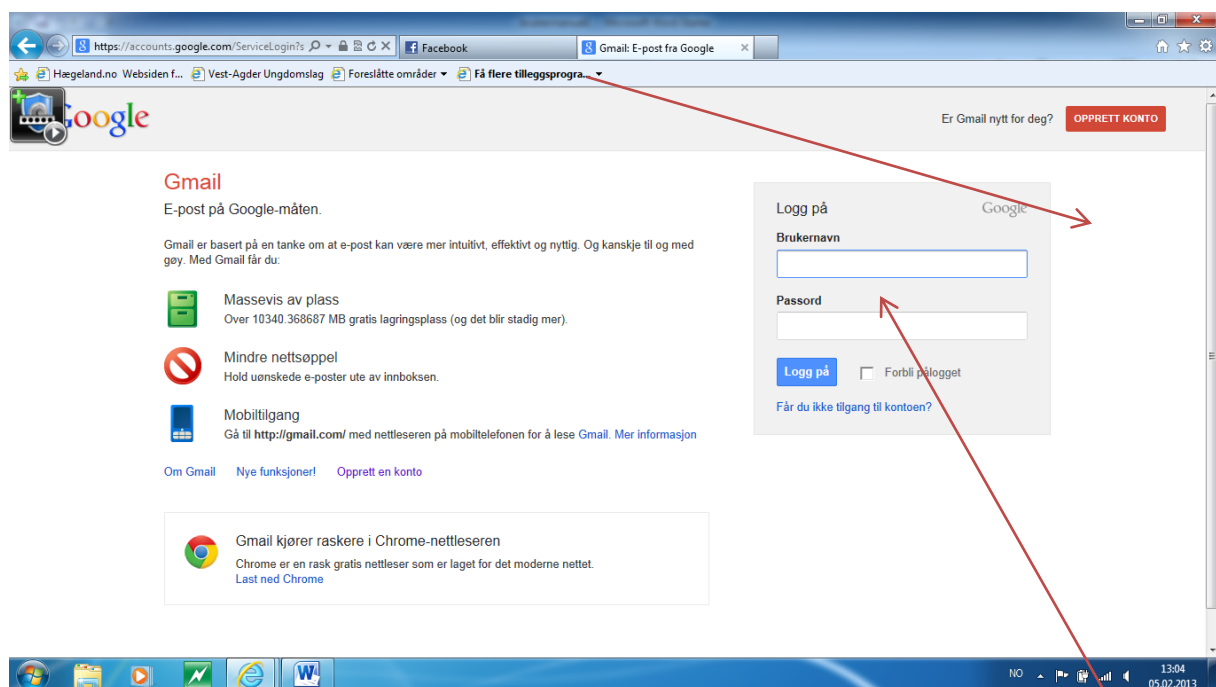 https://accounts.google.com/ServiceLogin?s
Facebook
Gmail: E-post fra Google
Hægeland.no Websiden f...
Vest-Agder Ungdomslag
Foreslåtte områder
Få flere tilleggsprogra...
Google
Er Gmail nytt for deg?
OPPRETT KONTO
Gmail
E-post på Google-måten.
Gmail er basert på en tanke om at e-post kan være mer intuitivt, effektivt og nyttig. Og kanskje til og med
gøy. Med Gmail får du:
Massevis av plass
Over 10340.368687 MB gratis lagringsplass (og det blir stadig mer).
Mindre nettsøppel
Hold uønskede e-poster ute av innboksen.
Mobiltilgang
Gå til http://gmail.com/ med nettleseren på mobiltelefonen for å lese Gmail. Mer informasjon
Om Gmail Nye funksjoner! Opprett en konto
Gmail kjører raskere i Chrome-nettleseren
Chrome er en rask gratis nettleser som er laget for det moderne nettet.
Last ned Chrome
Logg på Google
Brukernavn
Passord
Logg på
Forbli pålogget
Får du ikke tilgang til kontoen?
NO
13:04
05.02.2013